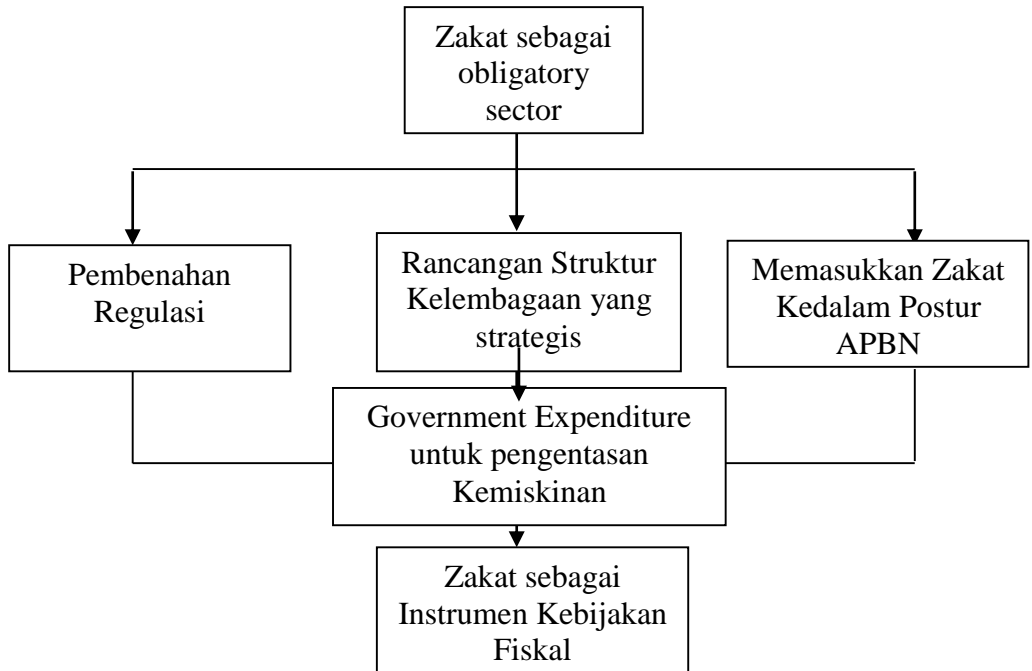 Zakat sebagai
obligatory
sector
Pembenahan
Regulasi
Rancangan Struktur
Kelembagaan yang
strategis
Memasukkan Zakat
Kedalam Postur
APBN
Government Expenditure
untuk pengentasan
Kemiskinan
Zakat sebagai
Instrumen Kebijakan
Fiskal